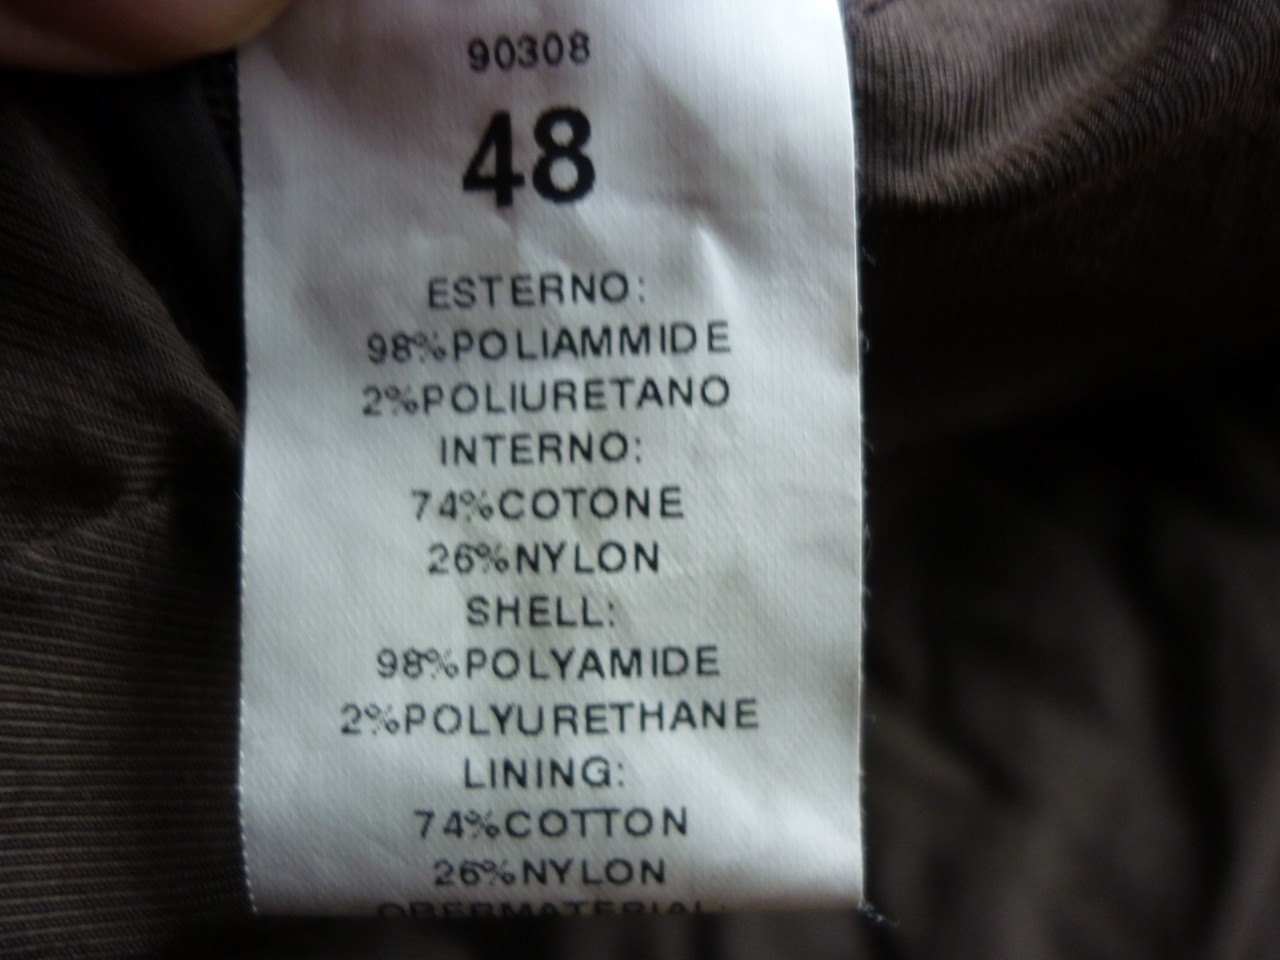 90308
48
ESTERNO:
98%POLIAMMIDE
2%POLIURETANO
INTERNO:
74%COTONE
26%NYLON
SHELL:
98%POLYAMIDE
2%POLYURETHANE
LINING:
74%COTTON
26%NYLON
OBERMATERIAL: